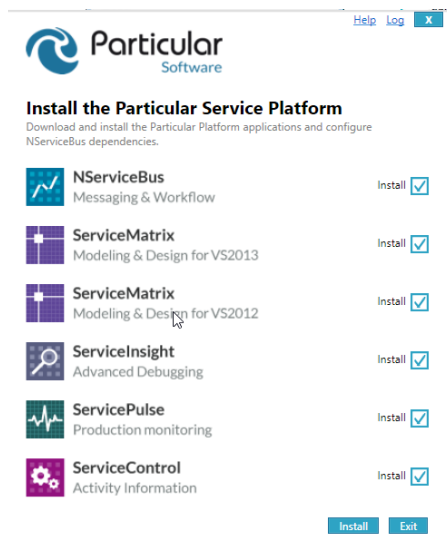 Help Log X
Particular
Software
Install the Particular Service Platform
Download and install the Particular Platform applications and configure
NServiceBus dependencies.
NServiceBus
Messaging & Workflow
Install
ServiceMatrix
Modeling & Design for VS2013
Install
ServiceMatrix
Modeling & Design for VS2012
Install
ServiceInsight
Advanced Debugging
Install
ServicePulse
Production monitoring
Install
ServiceControl
Activity Information
Install
Install Exit